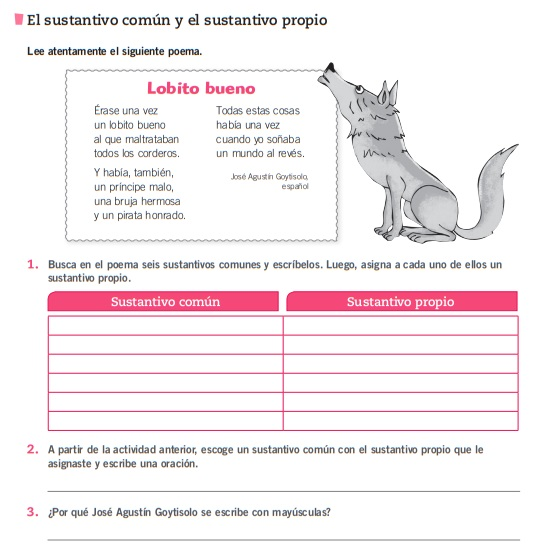 El sustantivo común y el sustantivo propio
Lee atentamente el siguiente poema.
Lobito bueno
Érase una vez
un lobito bueno
al que maltrataban
todos los corderos.
Y había, también,
un príncipe malo,
una bruja hermosa
y un pirata honrado.
Todas estas cosas
había una vez
cuando yo soñaba
un mundo al revés.
José Agustín Goytisolo,
español
1. Busca en el poema seis sustantivos comunes y escríbelos. Luego, asigna a cada uno de ellos un
sustantivo propio.
Sustantivo común Sustantivo propio
2. A partir de la actividad anterior, escoge un sustantivo común con el sustantivo propio que le
asignaste y escribe una oración.
3. ¿Por qué José Agustín Goytisolo se escribe con mayúsculas?